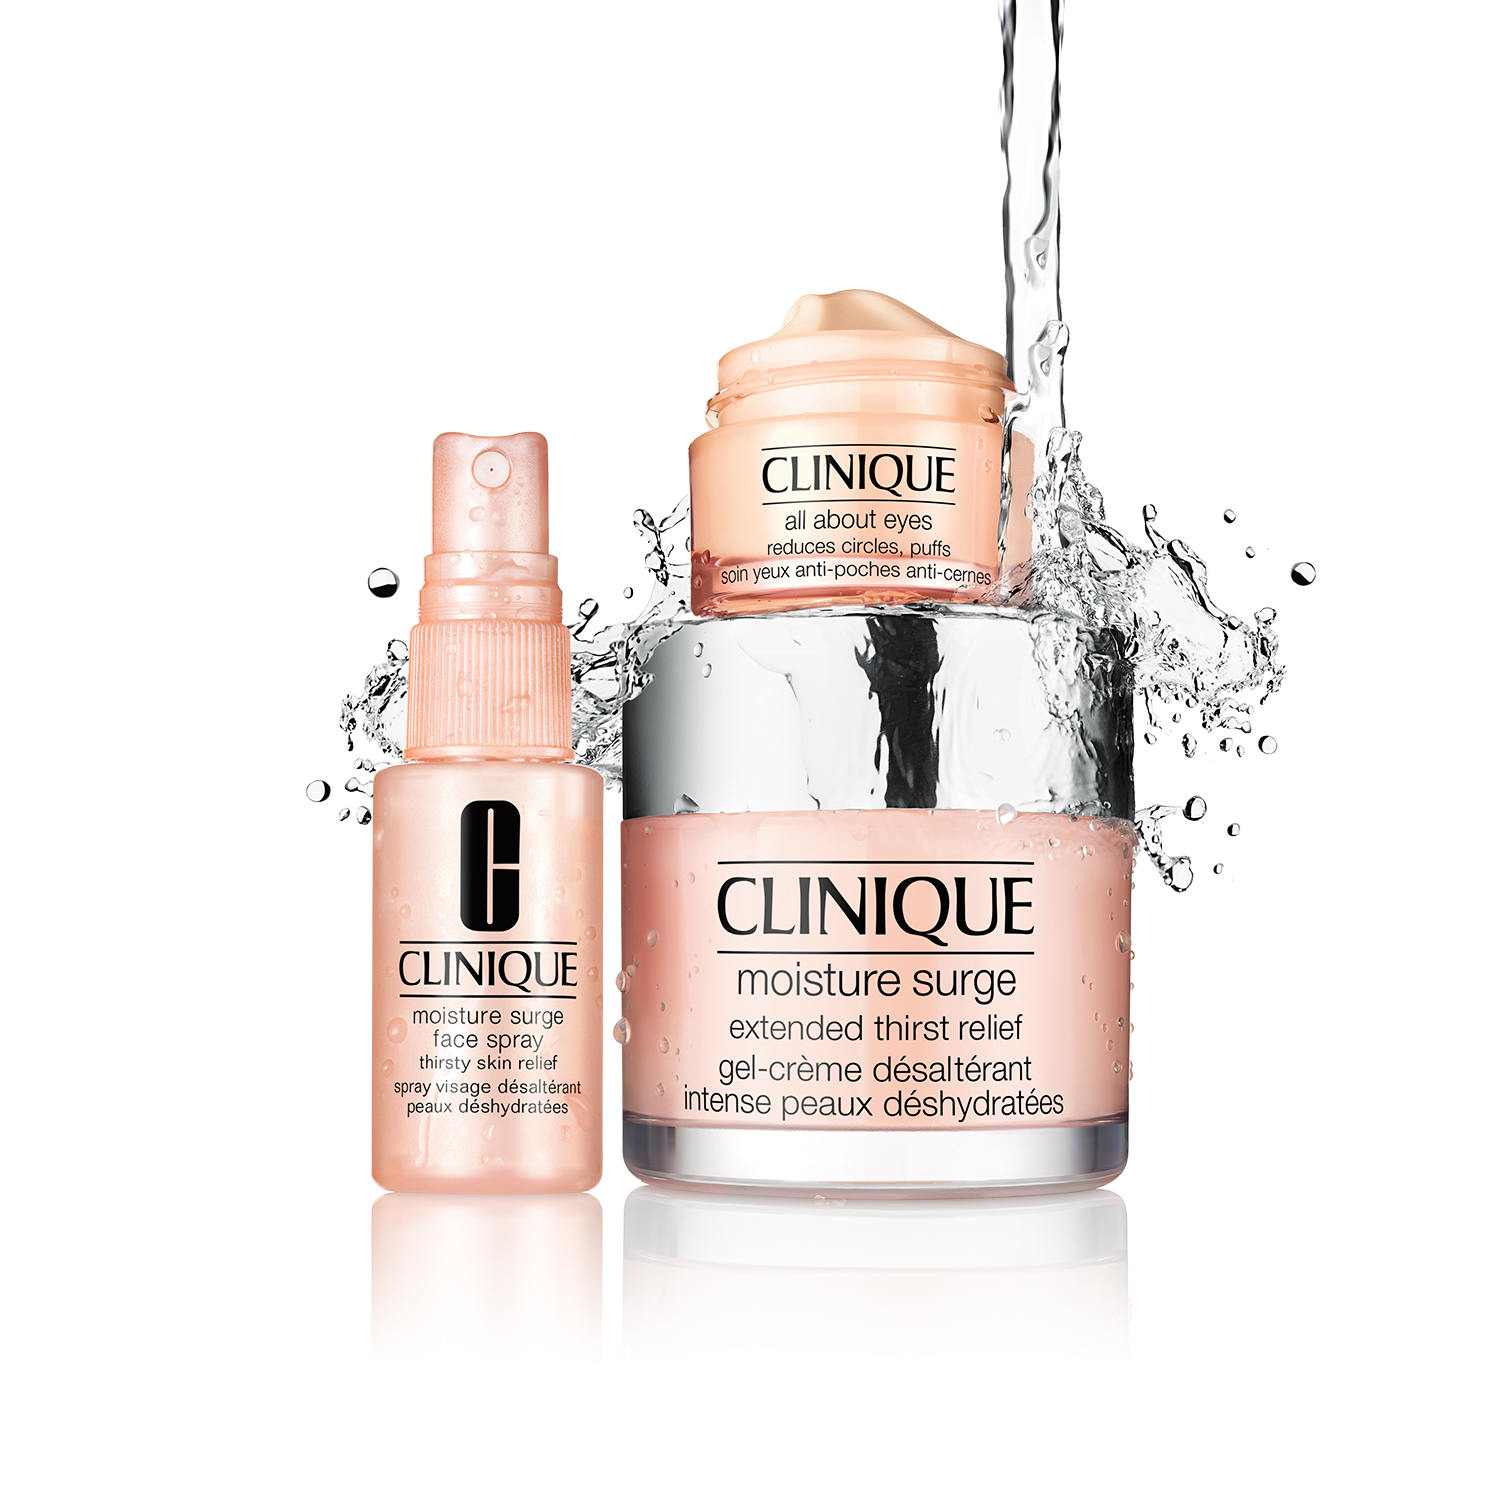 CLINIQUE
all about eyes
reduces circles, puffs
soin yeux anti-poches anti-cernes
C
CLINIQUE
moisture surge
face spray
thirsty skin relief
spray visage désaltérant
peaux déshydratées
CLINIQUE
moisture surge
extended thirst relief
gel-crème désaltérant
intense peaux déshydratées